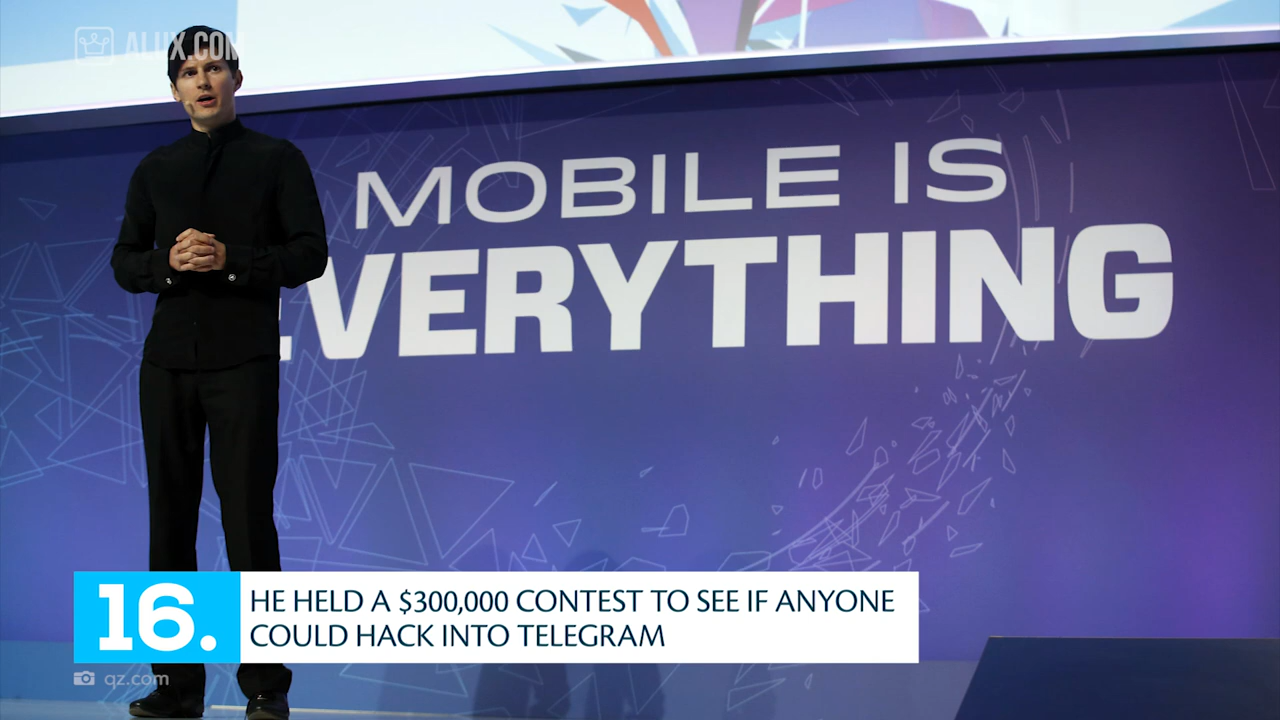 ALUX.COM
MOBILE IS
EVERYTHING
16.
HE HELD A $300,000 CONTEST TO SEE IF ANYONE
COULD HACK INTO TELEGRAM
qz.com